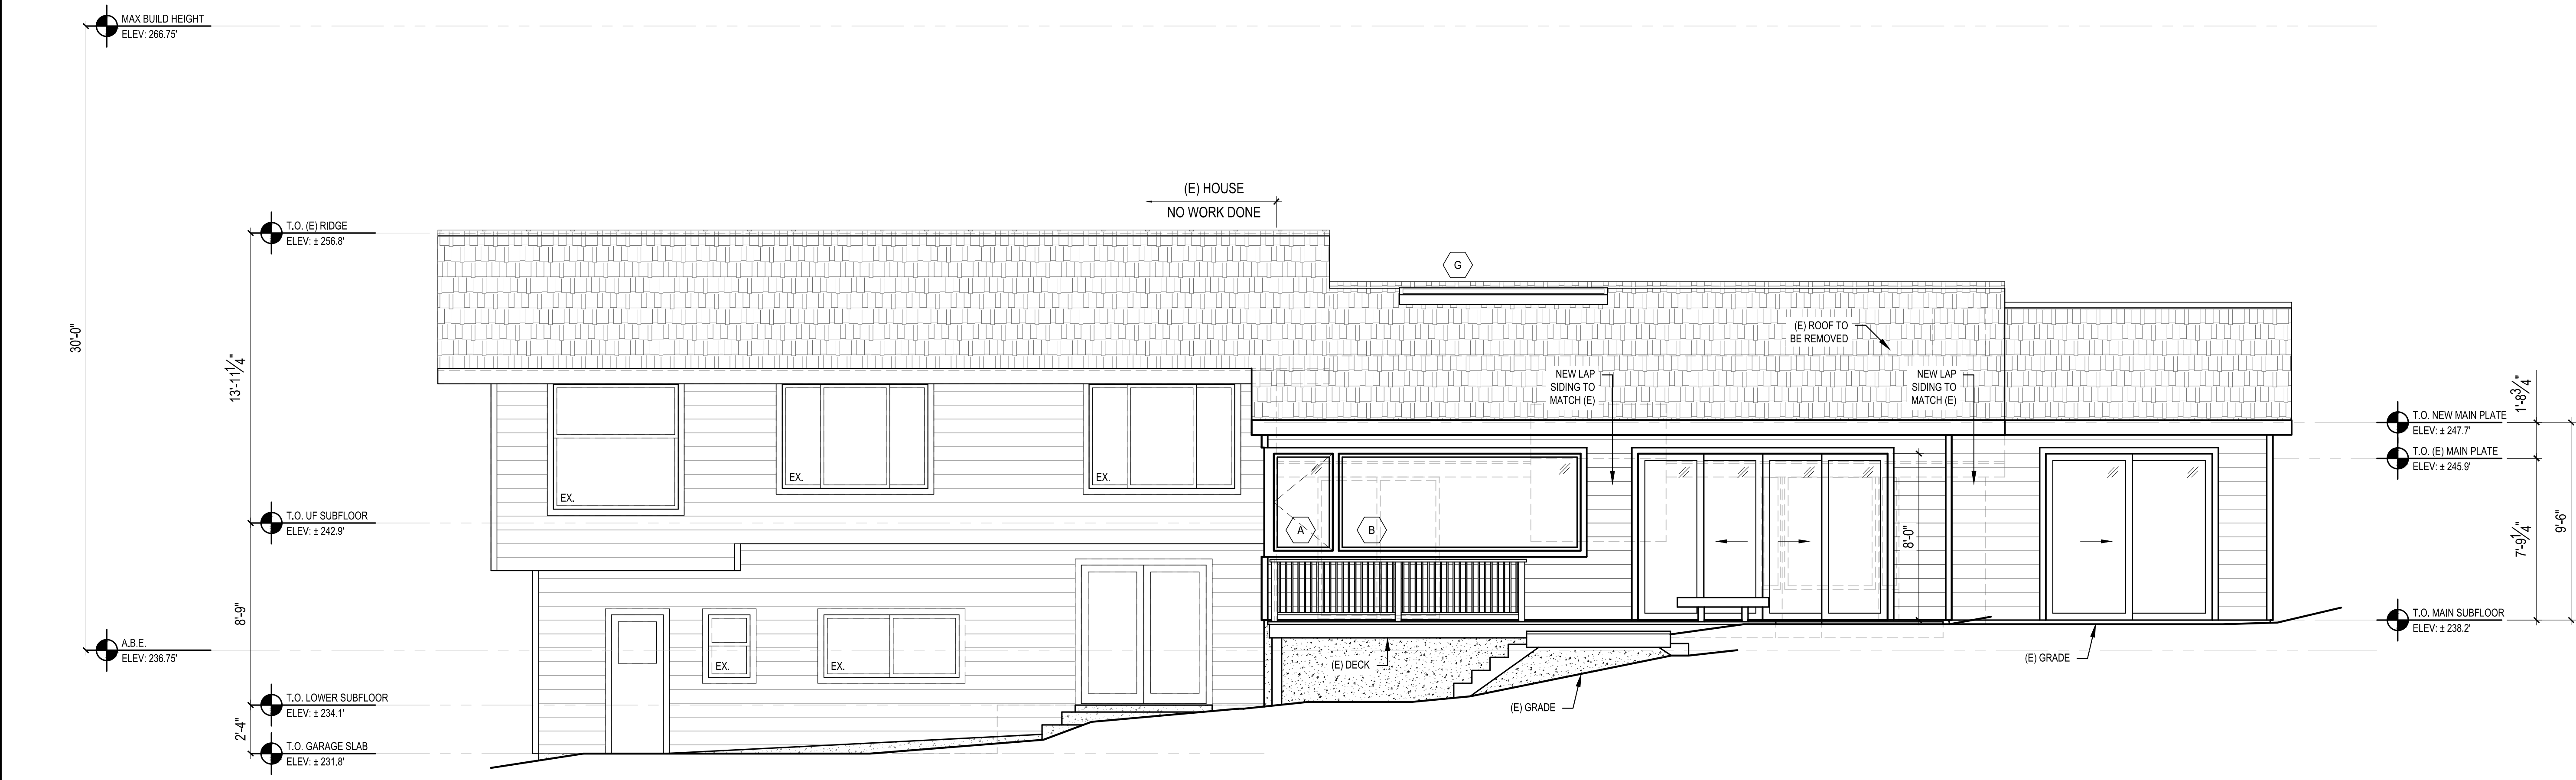 MAX BUILD HEIGHT
ELEV: 266.75'
30'-0"
(E) HOUSE
NO WORK DONE
T.O. (E) RIDGE
ELEV: ± 256.8'
G
(E) ROOF TO
BE REMOVED
13'-11 1/4"
NEW LAP
SIDING TO
MATCH (E)
NEW LAP
SIDING TO
MATCH (E)
1'-8 3/4"
T.O. NEW MAIN PLATE
ELEV: ± 247.7'
T.O. (E) MAIN PLATE
ELEV: ± 245.9'
EX.
EX.
EX.
T.O. UF SUBFLOOR
ELEV: ± 242.9'
A
B
8'-0"
7'-9 1/4"
9'-6"
8'-9"
T.O. MAIN SUBFLOOR
ELEV: ± 238.2'
A.B.E.
ELEV: 236.75'
EX.
EX.
(E) DECK
(E) GRADE
(E) GRADE
T.O. LOWER SUBFLOOR
ELEV: ± 234.1'
2'-4"
T.O. GARAGE SLAB
ELEV: ± 231.8'